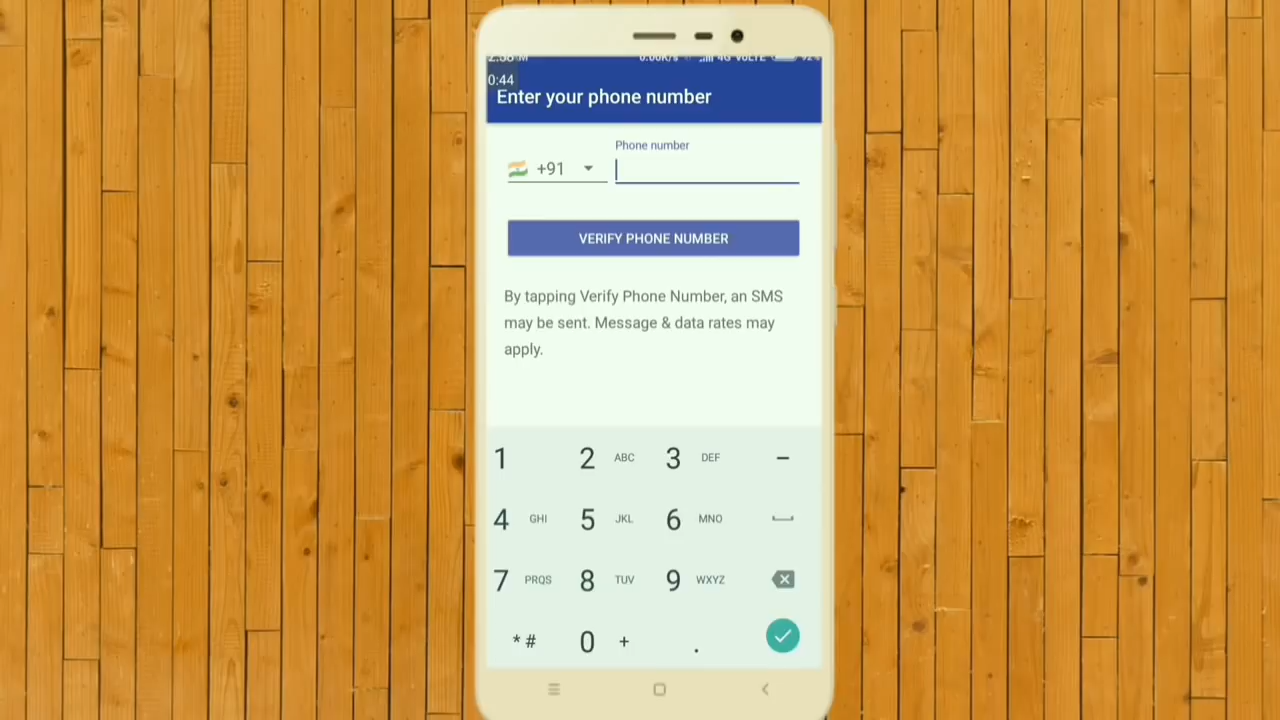 0:44
Enter your phone number
Phone number
+91
VERIFY PHONE NUMBER
By tapping Verify Phone Number, an SMS
may be sent. Message & data rates may
apply.
1 2 ABC 3 DEF –
4 GHI 5 JKL 6 MNO
7 PRQS 8 TUV 9 WXYZ
* # 0 + .